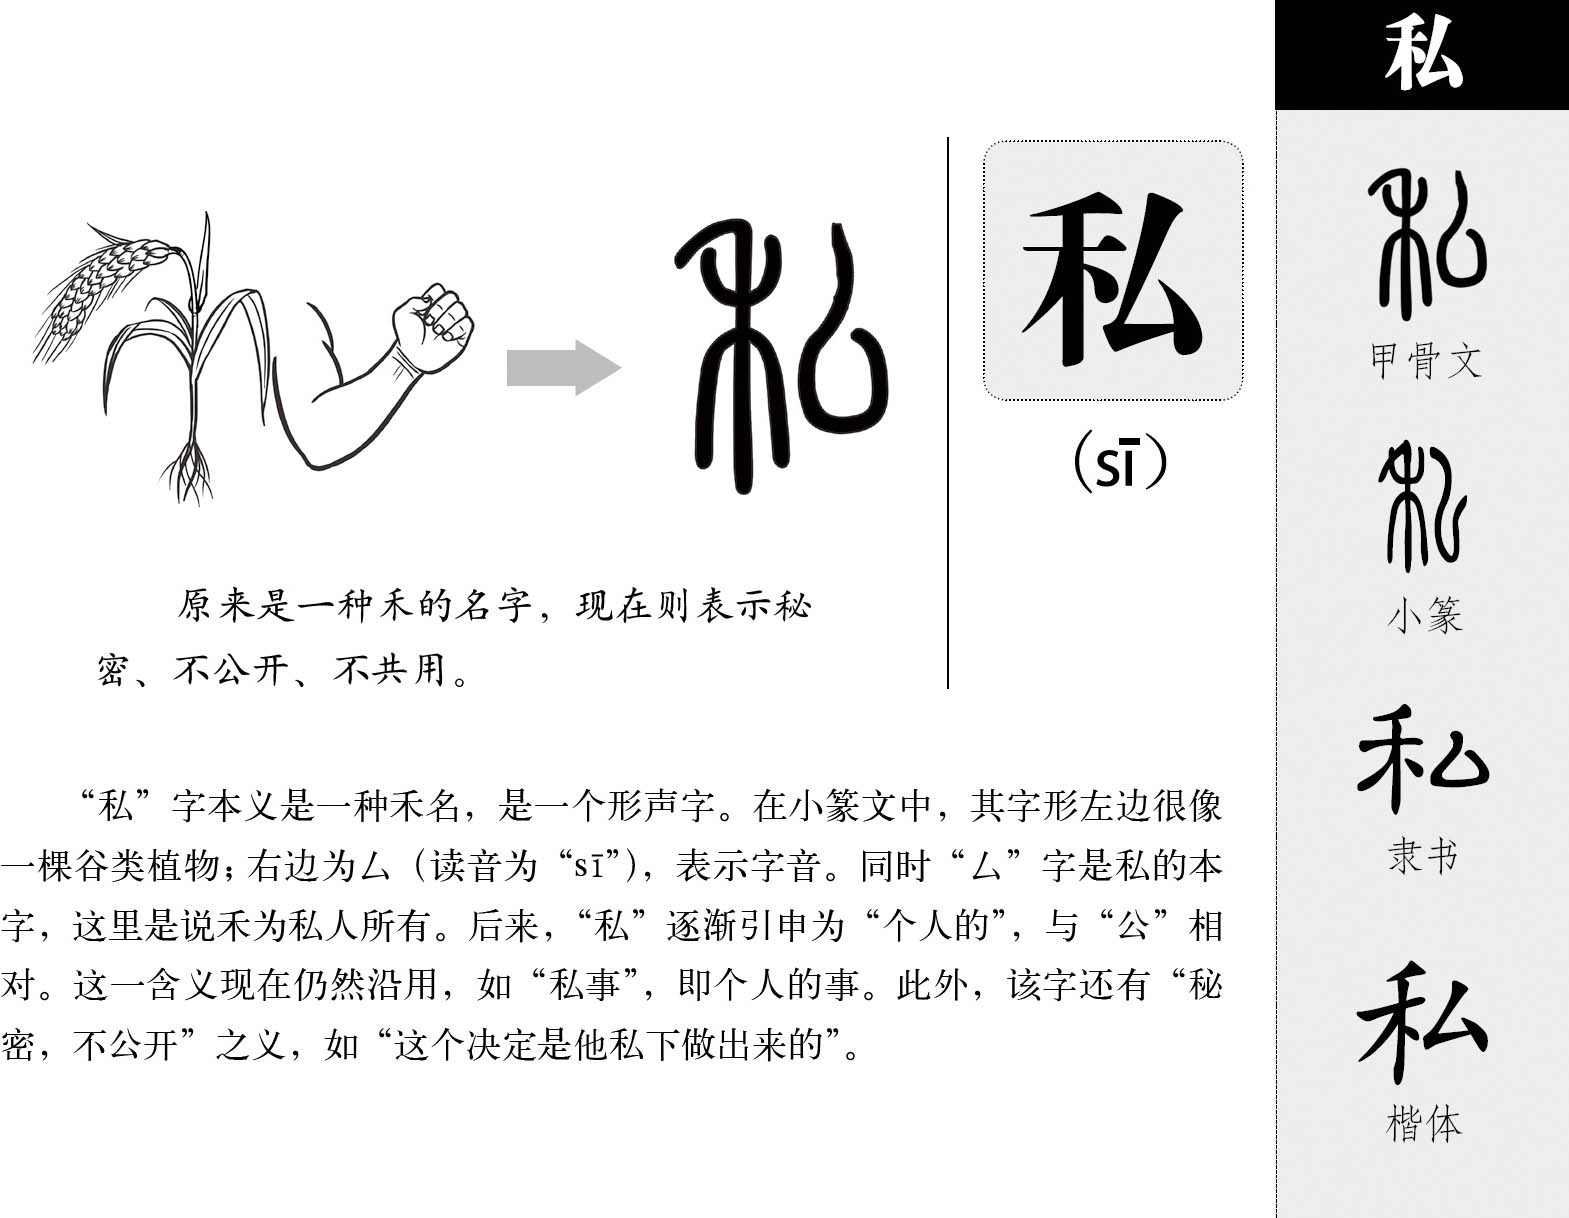 私
私
(sī)
原来是一种禾的名字，现在则表示秘
密、不公开、不共用。
“私”字本义是一种禾名，是一个形声字。在小篆文中，其字形左边很像
一棵谷类植物；右边为厶（读音为“sī”），表示字音。同时“厶”字是私的本
字，这里是说禾为私人所有。后来，“私”逐渐引申为“个人的”，与“公”相
对。这一含义现在仍然沿用，如“私事”，即个人的事。此外，该字还有“秘
密，不公开”之义，如“这个决定是他私下做出来的”。
私
私
甲骨文
私
小篆
私
隶书
私
楷体